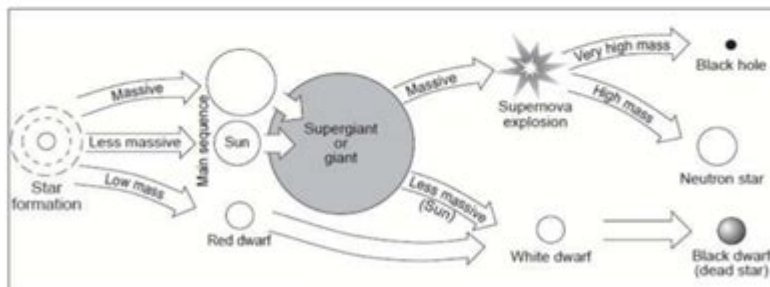 Massive
Less massive
Low mass
Star
formation
Main sequence
Sun
Red dwarf
Supergiant
or
giant
Massive
Less massive
(Sun)
Supernova
explosion
White dwarf
Very high mass
High mass
Black hole
Neutron star
Black dwarf
(dead star)